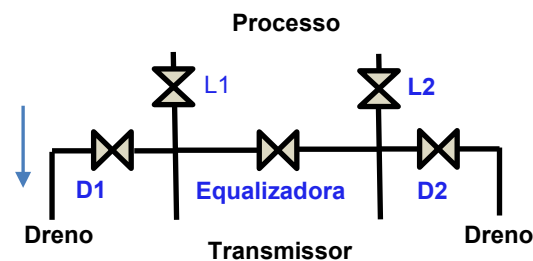 Processo
L1
L2
D1
Equalizadora
D2
Dreno
Transmissor
Dreno